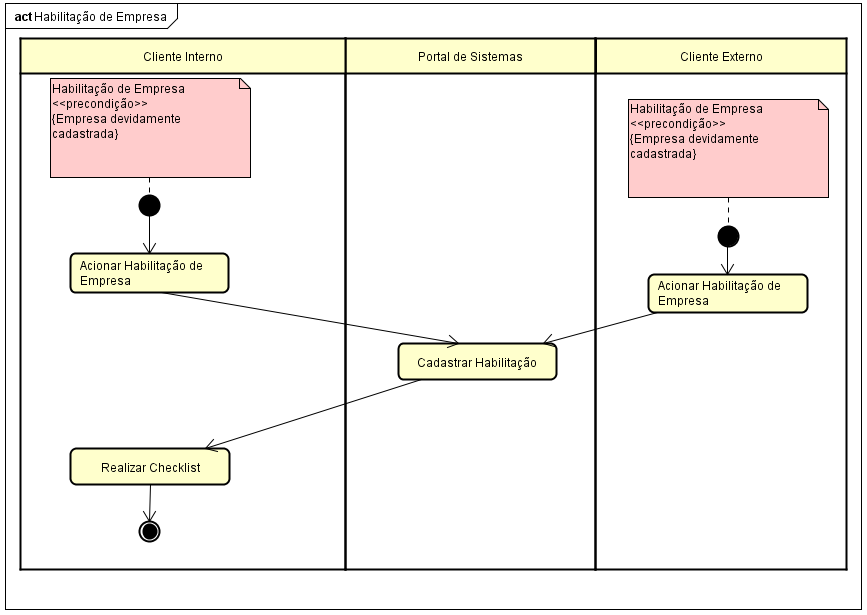 act Habilitação de Empresa
Cliente Interno
Portal de Sistemas
Cliente Externo
Habilitação de Empresa
<<precondição>>
{Empresa devidamente
cadastrada}
Habilitação de Empresa
<<precondição>>
{Empresa devidamente
cadastrada}
Acionar Habilitação de
Empresa
Acionar Habilitação de
Empresa
Cadastrar Habilitação
Realizar Checklist